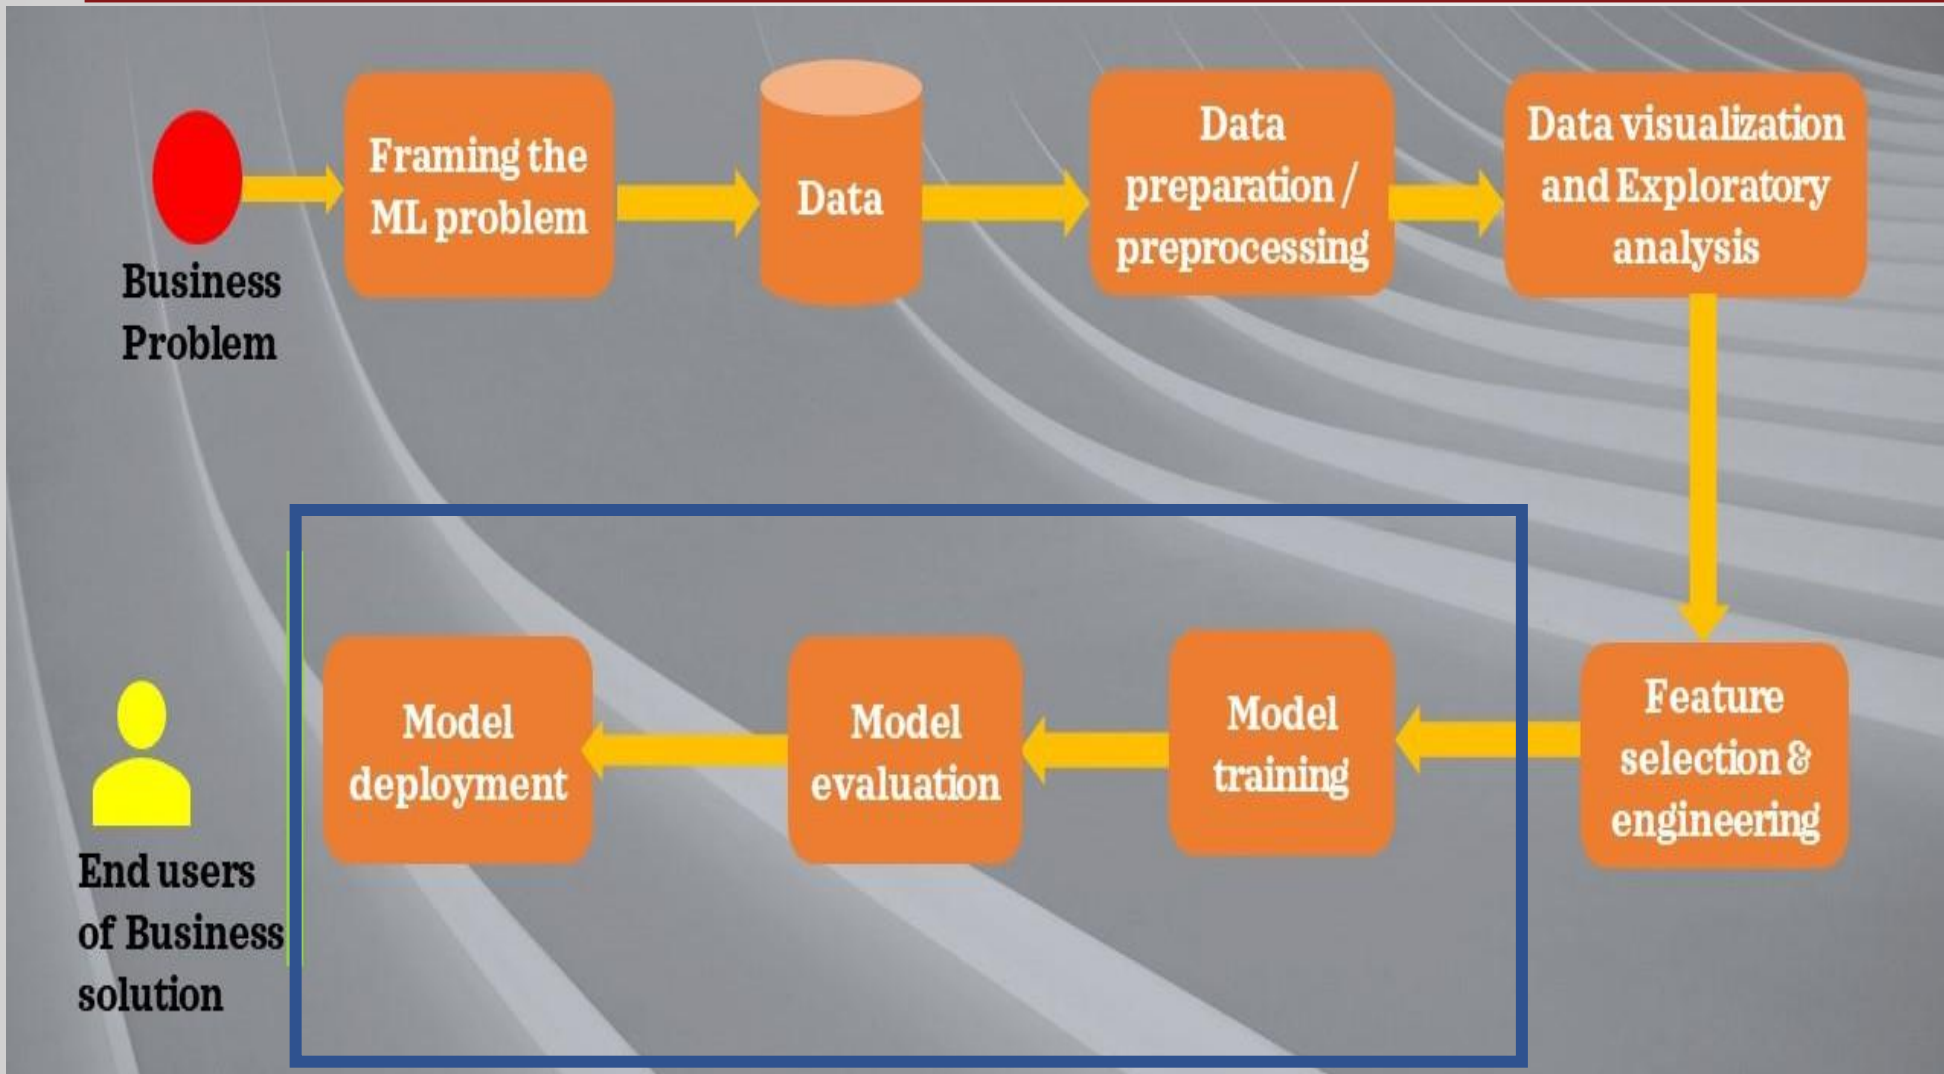 Business
Problem
Framing the
ML problem
Data
Data
preparation /
preprocessing
Data visualization
and Exploratory
analysis
Feature
selection &
engineering
Model
training
Model
evaluation
Model
deployment
End users
of Business
solution